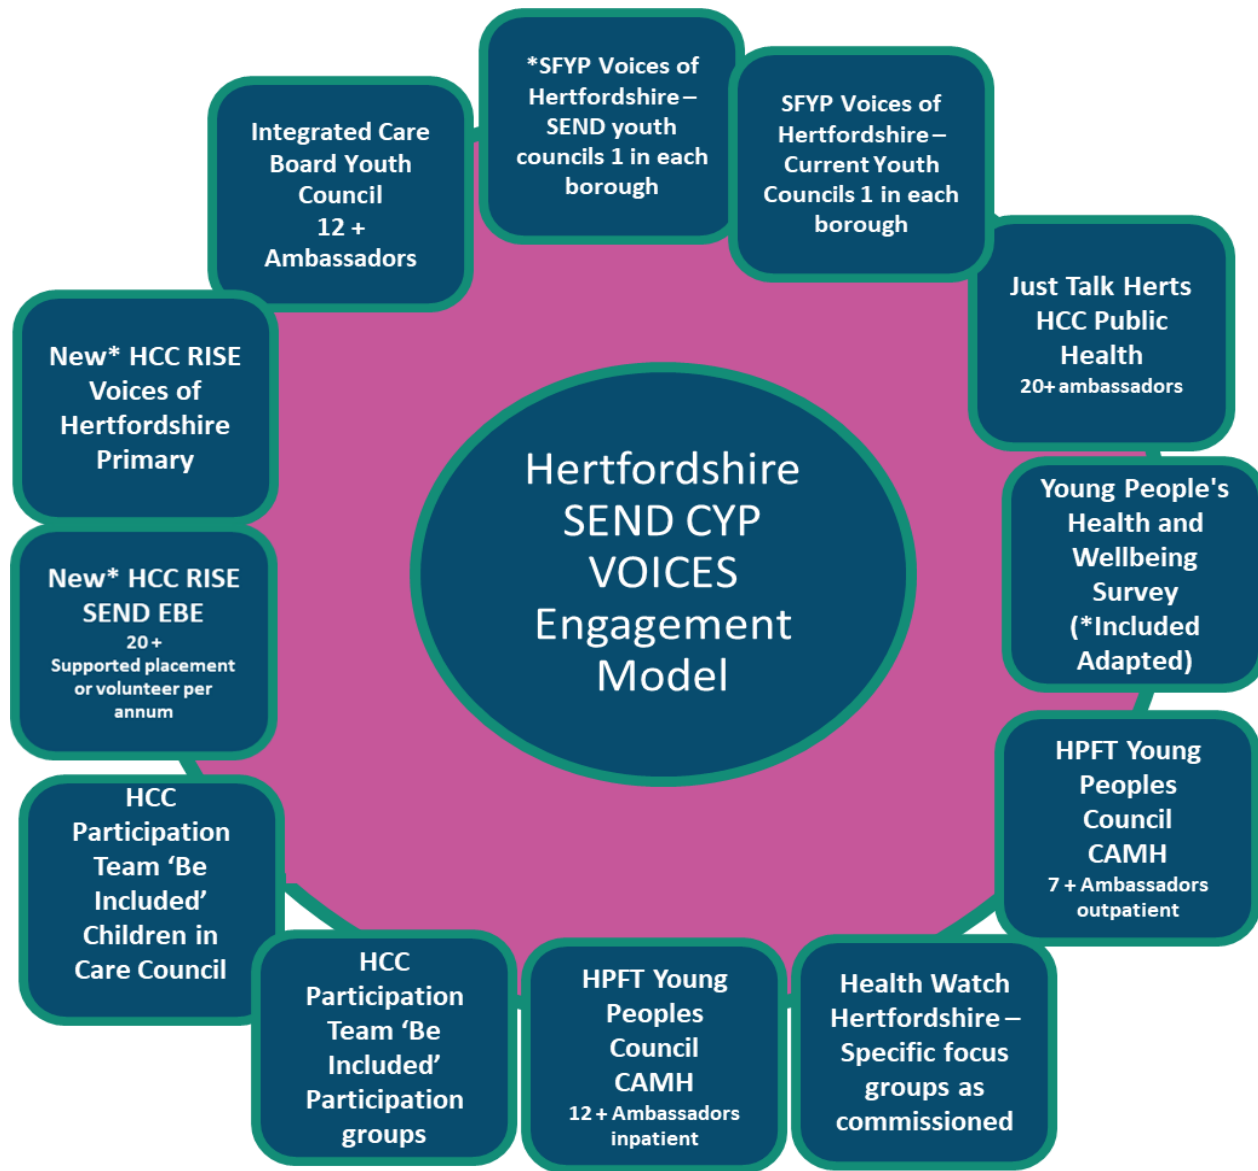 *SFYP Voices of
Hertfordshire –
SEND youth
councils 1 in each
borough
SFYP Voices of
Hertfordshire –
Current Youth
Councils 1 in each
borough
Just Talk Herts
HCC Public
Health
20+ ambassadors
Young People's
Health and
Wellbeing
Survey
(*Included
Adapted)
HPFT Young
Peoples
Council
CAMH
7 + Ambassadors
outpatient
Health Watch
Hertfordshire –
Specific focus
groups as
commissioned
HPFT Young
Peoples
Council
CAMH
12 + Ambassadors
inpatient
HCC
Participation
Team ‘Be
Included’
Participation
groups
HCC
Participation
Team ‘Be
Included’
Children in
Care Council
New* HCC RISE
SEND EBE
20 +
Supported placement
or volunteer per
annum
New* HCC RISE
Voices of
Hertfordshire
Primary
Integrated Care
Board Youth
Council
12 +
Ambassadors
Hertfordshire
SEND CYP
VOICES
Engagement
Model